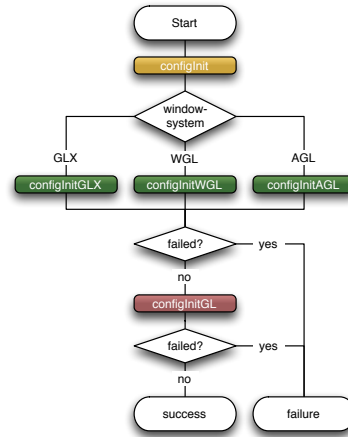 Start
configInit
window-
system
GLX
WGL
AGL
configInitGLX
configInitWGL
configInitAGL
failed?
yes
no
configInitGL
failed?
yes
no
success
failure